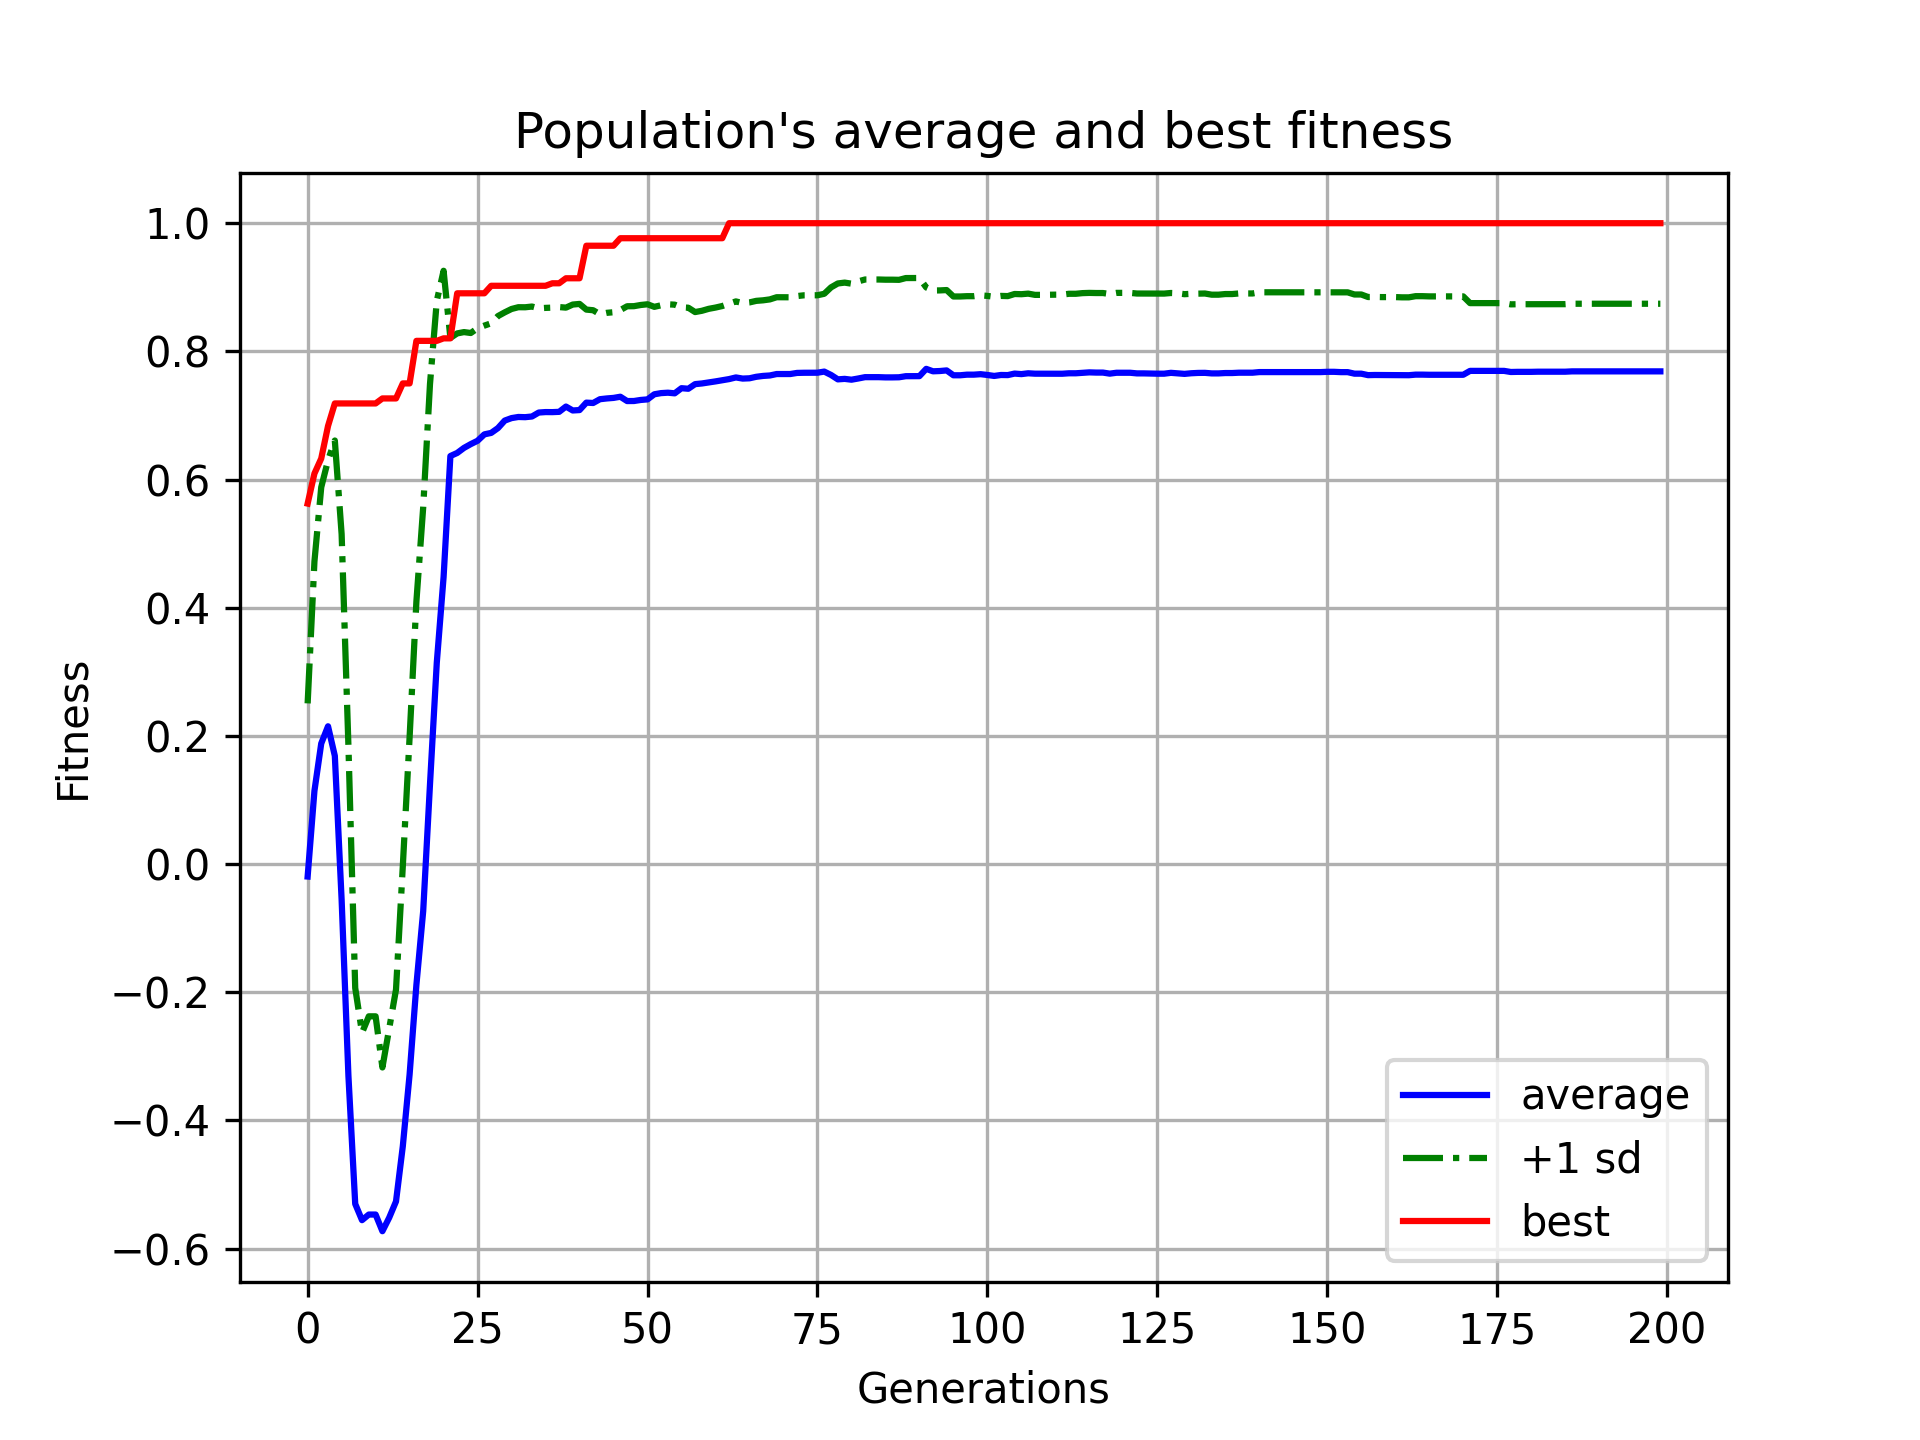 Population's average and best fitness
1.0
0.8
0.6
0.4
0.2
0.0
−0.2
−0.4
−0.6
Fitness
average
+1 sd
best
0 25 50 75 100 125 150 175 200
Generations